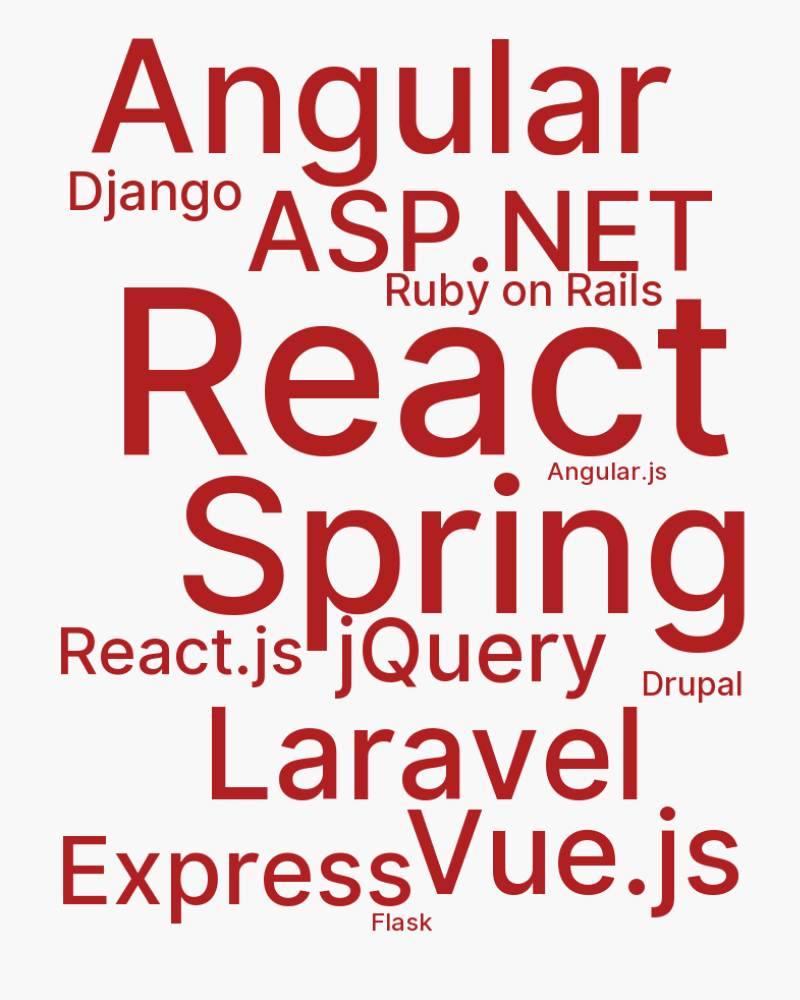 Angular
Django
ASP.NET
Ruby on Rails
React
Angular.js
Spring
React.js
jQuery
Drupal
Laravel
Vue.js
Express
Flask